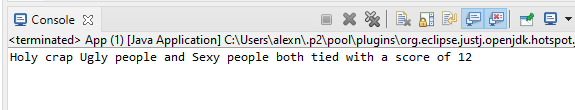 Console
<terminated> App (1) [Java Application] C:\Users\alexn\.p2\pool\plugins\org.eclipse.justj.openjdk.hotspot.
Holy crap Ugly people and Sexy people both tied with a score of 12